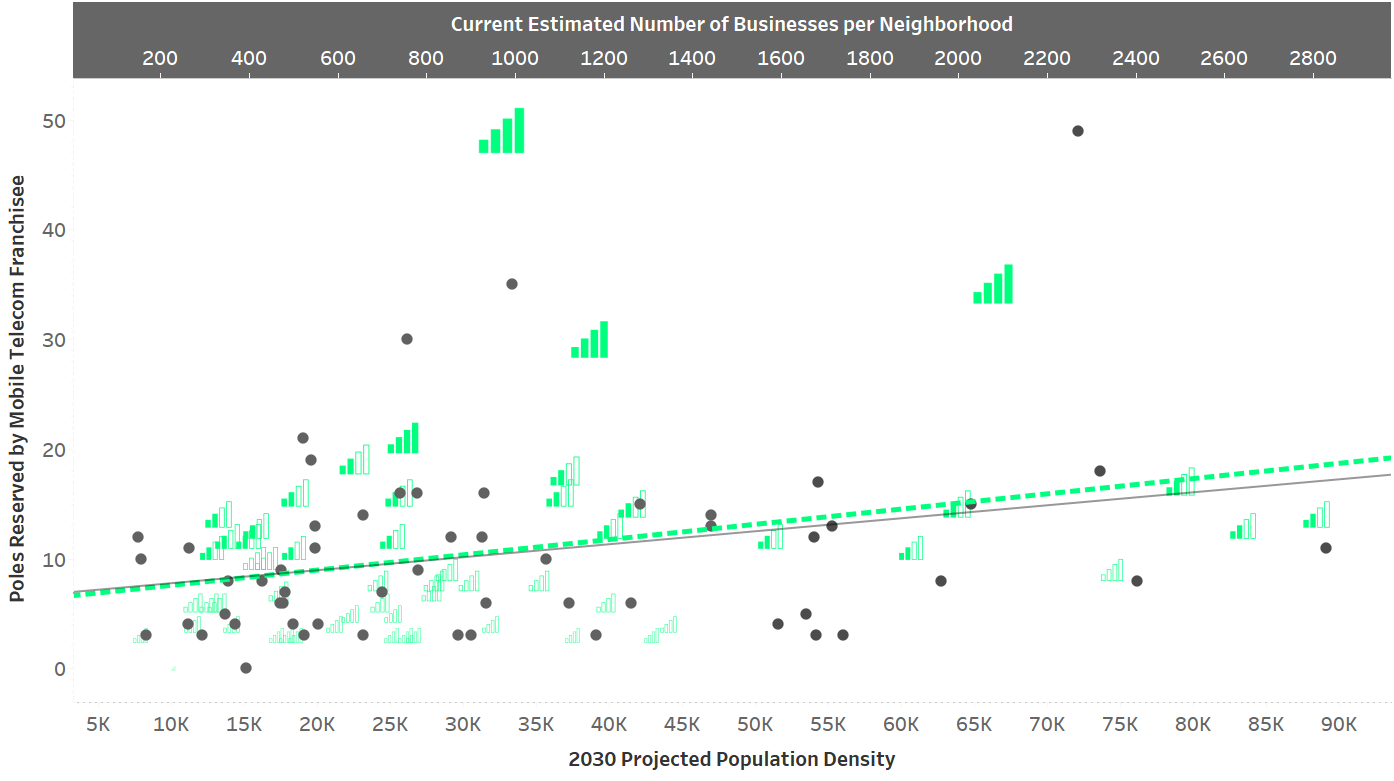 Current Estimated Number of Businesses per Neighborhood
200 400 600 800 1000 1200 1400 1600 1800 2000 2200 2400 2600 2800
Poles Reserved by Mobile Telecom Franchisee
50
40
30
20
10
0
5K 10K 15K 20K 25K 30K 35K 40K 45K 50K 55K 60K 65K 70K 75K 80K 85K 90K
2030 Projected Population Density